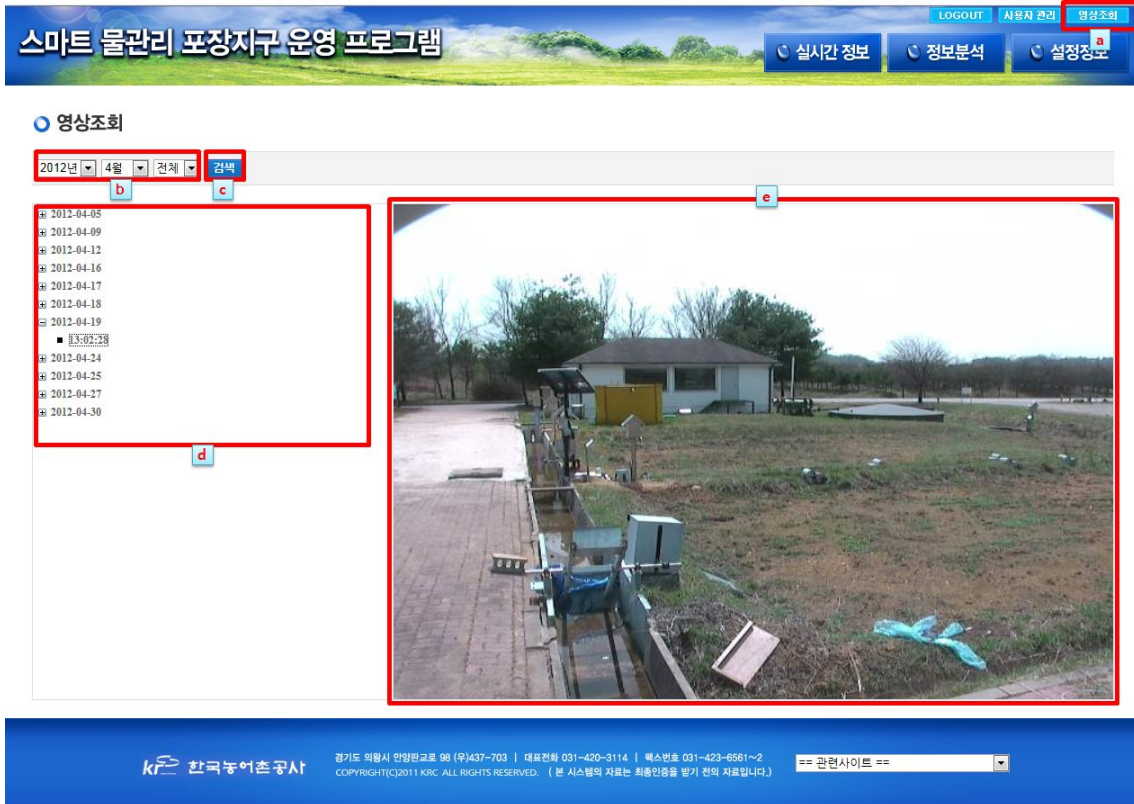 LOGOUT 사용자 관리 영상조회
a
스마트 물관리 포장지구 운영 프로그램
실시간 정보 정보분석 설정정보
영상조회
2012년 4월 전체 검색
b c
e
2012-04-05
2012-04-09
2012-04-12
2012-04-16
2012-04-17
2012-04-18
2012-04-19
13:02:28
2012-04-24
2012-04-25
2012-04-27
2012-04-30
d
kr 한국농어촌공사
경기도 의왕시 안양판교로 98 (우)437-703 | 대표전화 031-420-3114 | 팩스번호 031-423-6561~2
COPYRIGHT(C)2011 KRC ALL RIGHTS RESERVED. ( 본 시스템의 자료는 최종인증을 받기 전의 자료입니다.)
== 관련사이트 ==